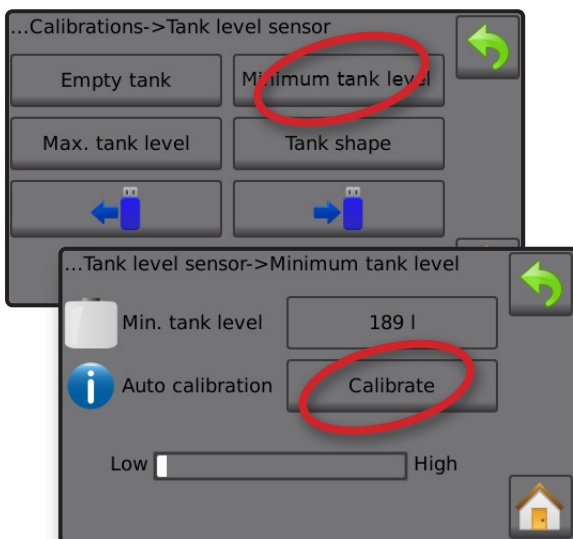 ...Calibrations->Tank level sensor
Empty tank
Minimum tank level
Max. tank level
Tank shape
...Tank level sensor->Minimum tank level
Min. tank level
189 l
Auto calibration
Calibrate
Low
High